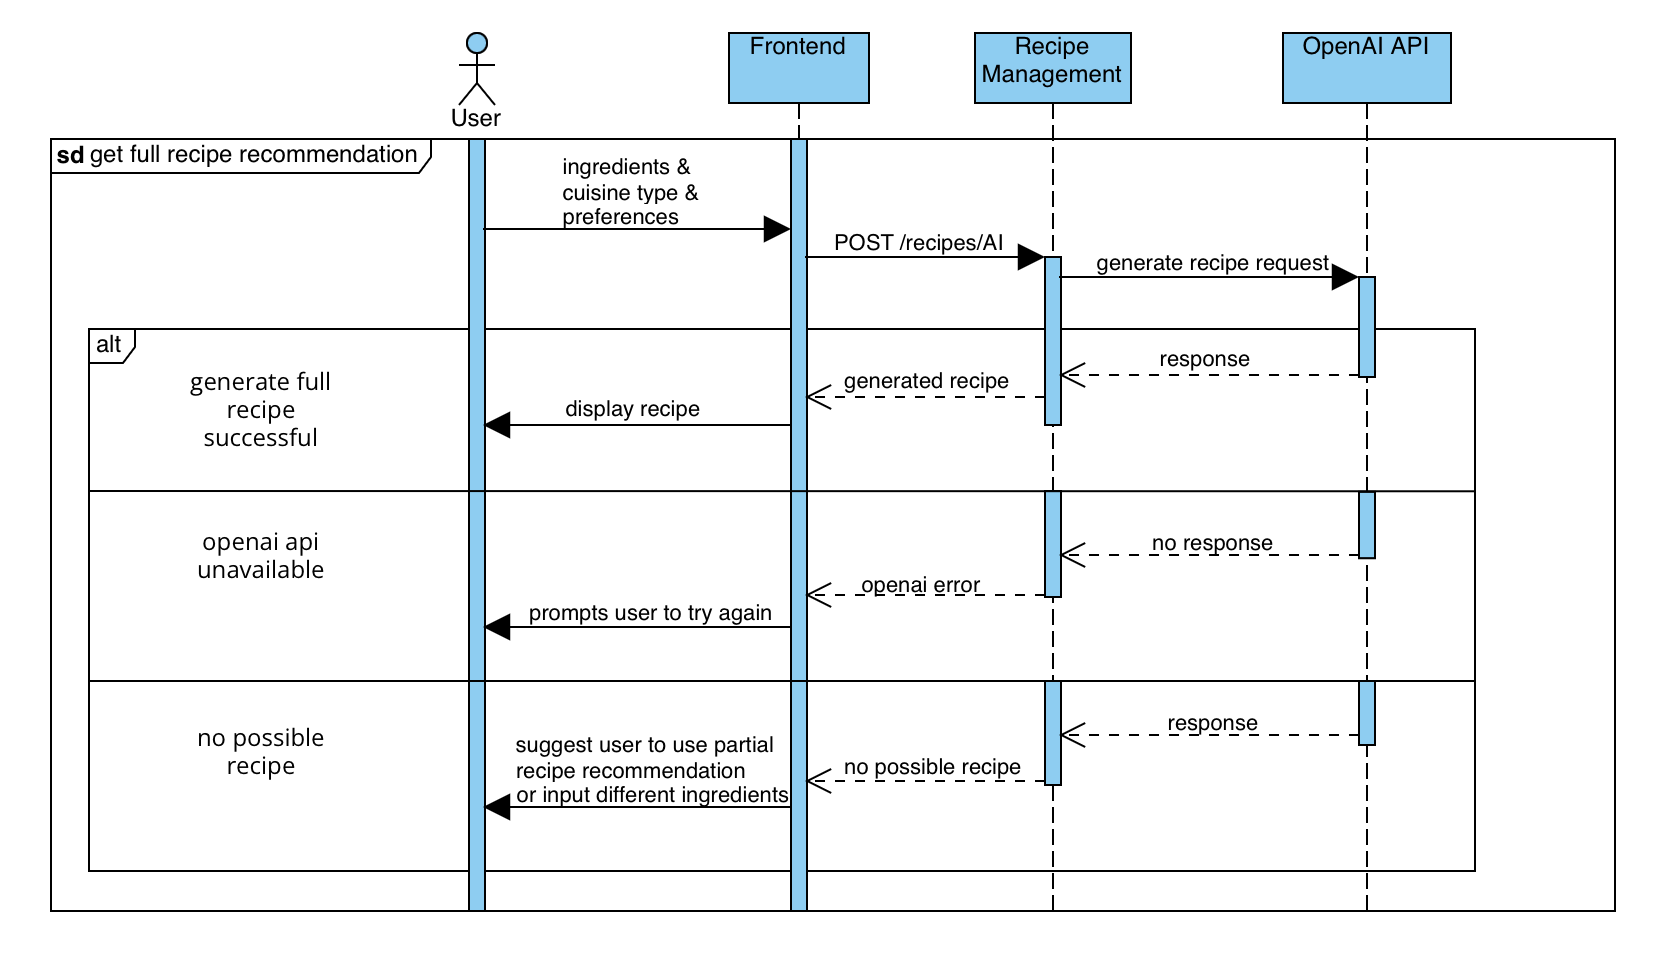 User
Frontend
Recipe
Management
OpenAI API
sd get full recipe recommendation
ingredients &
cuisine type &
preferences
POST /recipes/AI
generate recipe request
alt
generate full
recipe
successful
response
generated recipe
display recipe
openai api
unavailable
no response
openai error
prompts user to try again
no possible
recipe
response
no possible recipe
suggest user to use partial
recipe recommendation
or input different ingredients